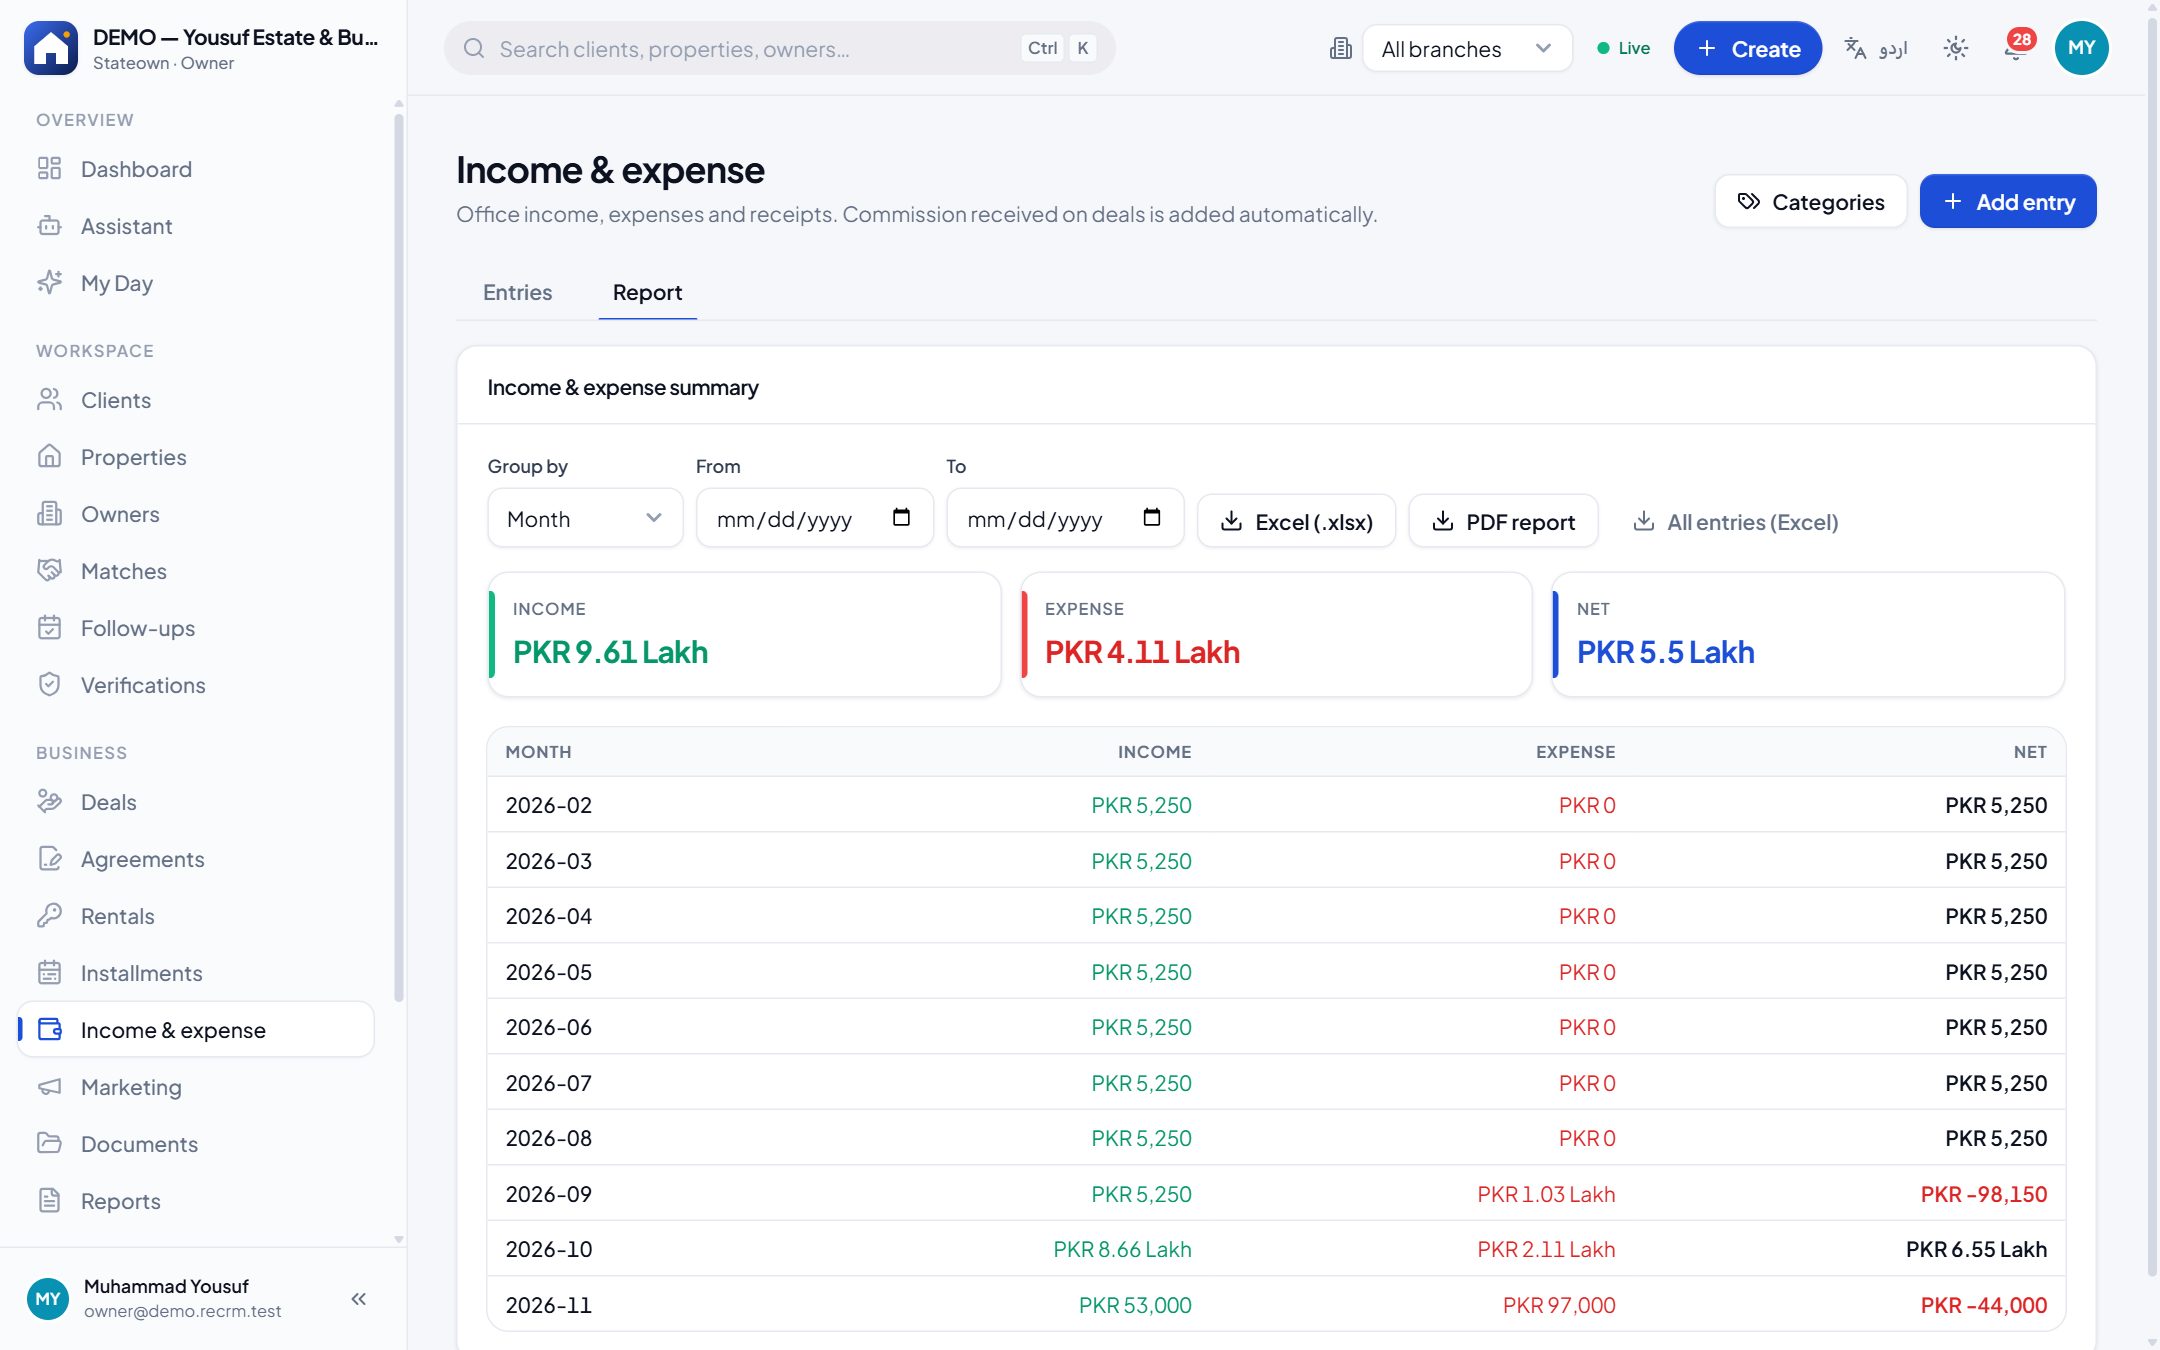 DEMO — Yousuf Estate & Bu...
Stateown · Owner
Search clients, properties, owners...
Ctrl K
All branches
Live
Create
اردو
28
MY
OVERVIEW
Dashboard
Assistant
My Day
WORKSPACE
Clients
Properties
Owners
Matches
Follow-ups
Verifications
BUSINESS
Deals
Agreements
Rentals
Installments
Income & expense
Marketing
Documents
Reports
MY
Muhammad Yousuf
owner@demo.recrm.test
Income & expense
Office income, expenses and receipts. Commission received on deals is added automatically.
Categories
Add entry
Entries Report
Income & expense summary
Group by From To
Month mm/dd/yyyy mm/dd/yyyy Excel (.xlsx) PDF report All entries (Excel)
INCOME
PKR 9.61 Lakh
EXPENSE
PKR 4.11 Lakh
NET
PKR 5.5 Lakh
MONTH INCOME EXPENSE NET
2026-02 PKR 5,250 PKR 0 PKR 5,250
2026-03 PKR 5,250 PKR 0 PKR 5,250
2026-04 PKR 5,250 PKR 0 PKR 5,250
2026-05 PKR 5,250 PKR 0 PKR 5,250
2026-06 PKR 5,250 PKR 0 PKR 5,250
2026-07 PKR 5,250 PKR 0 PKR 5,250
2026-08 PKR 5,250 PKR 0 PKR 5,250
2026-09 PKR 5,250 PKR 1.03 Lakh PKR -98,150
2026-10 PKR 8.66 Lakh PKR 2.11 Lakh PKR 6.55 Lakh
2026-11 PKR 53,000 PKR 97,000 PKR -44,000